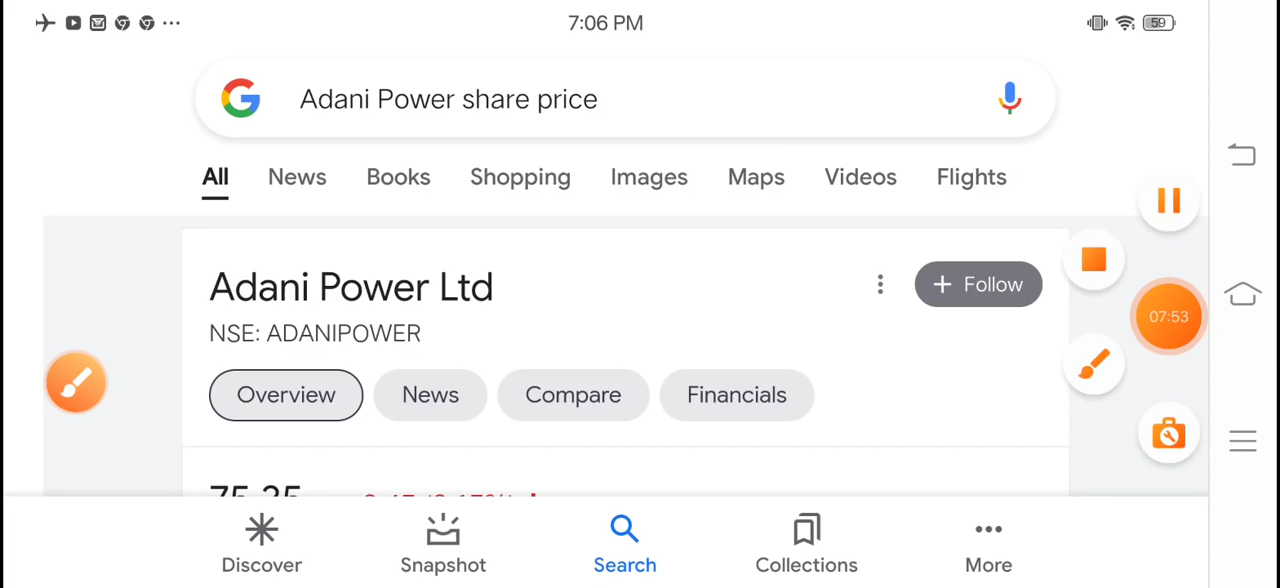 7:06 PM
59
Adani Power share price
All News Books Shopping Images Maps Videos Flights
Adani Power Ltd
+ Follow
NSE: ADANIPOWER
07:53
Overview News Compare Financials
Discover Snapshot Search Collections More